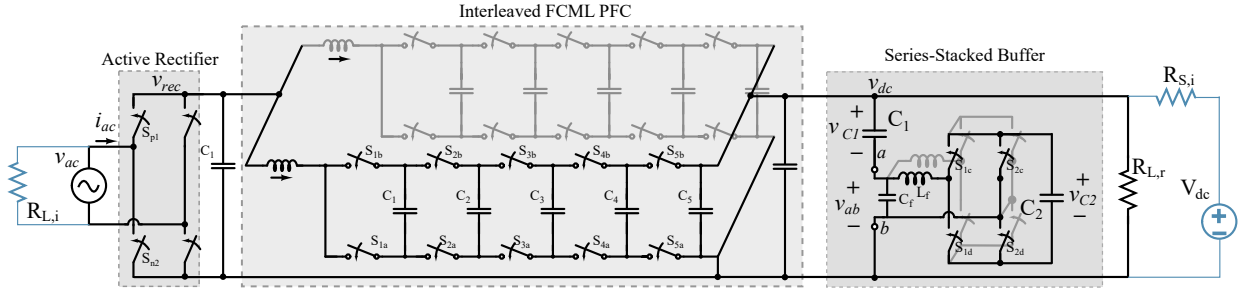 Interleaved FCML PFC
Active Rectifier
Series-Stacked Buffer
v_rec
v_dc
R_S,i
i_ac
S_p1
v_ac
C_1
R_L,i
S_n2
S_1b
S_2b
S_3b
S_4b
S_5b
C_1
C_2
C_3
C_4
C_5
S_1a
S_2a
S_3a
S_4a
S_5a
+
v_C1
−
C_1
a
+
v_ab
−
b
C_f
L_f
S_1c
S_2c
S_1d
S_2d
C_2
+
v_C2
−
R_L,r
V_dc
+
−